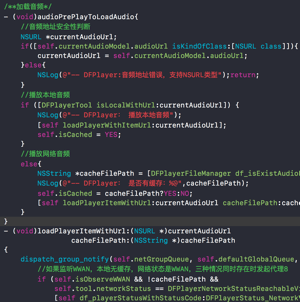 /**加载音频*/
- (void)audioPrePlayToLoadAudio{
//音频地址安全性判断
NSURL *currentAudioUrl;
if([self.currentAudioModel.audioUrl isKindOfClass:[NSURL class]]){
currentAudioUrl = self.currentAudioModel.audioUrl;
}else{
NSLog(@"-- DFPlayer:音频地址错误，支持NSURL类型");return;
}
//播放本地音频
if ([DFPlayerTool isLocalWithUrl:currentAudioUrl]) {
NSLog(@"-- DFPlayer： 播放本地音频");
[self loadPlayerWithItemUrl:currentAudioUrl];
self.isCached = YES;
}
//播放网络音频
else{
NSString *cacheFilePath = [DFPlayerFileManager df_isExistAudio
NSLog(@"-- DFPlayer： 是否有缓存：%@",cacheFilePath);
self.isCached = cacheFilePath?YES:NO;
[self loadPlayerWithItemUrl:currentAudioUrl cacheFilePath:cache
}
}
- (void)loadPlayerItemWithUrl:(NSURL *)currentAudioUrl
cacheFilePath:(NSString *)cacheFilePath
{
dispatch_group_notify(self.netGroupQueue, self.defaultGlobalQueue,
//如果监听WWAN，本地无缓存，网络状态是WWAN，三种情况同时存在时发起代理8
if (self.isObserveWWAN && !cacheFilePath &&
self.tool.networkStatus == DFPlayerNetworkStatusReachableV
[self df_playerStatusWithStatusCode:DFPlayerStatus_Network